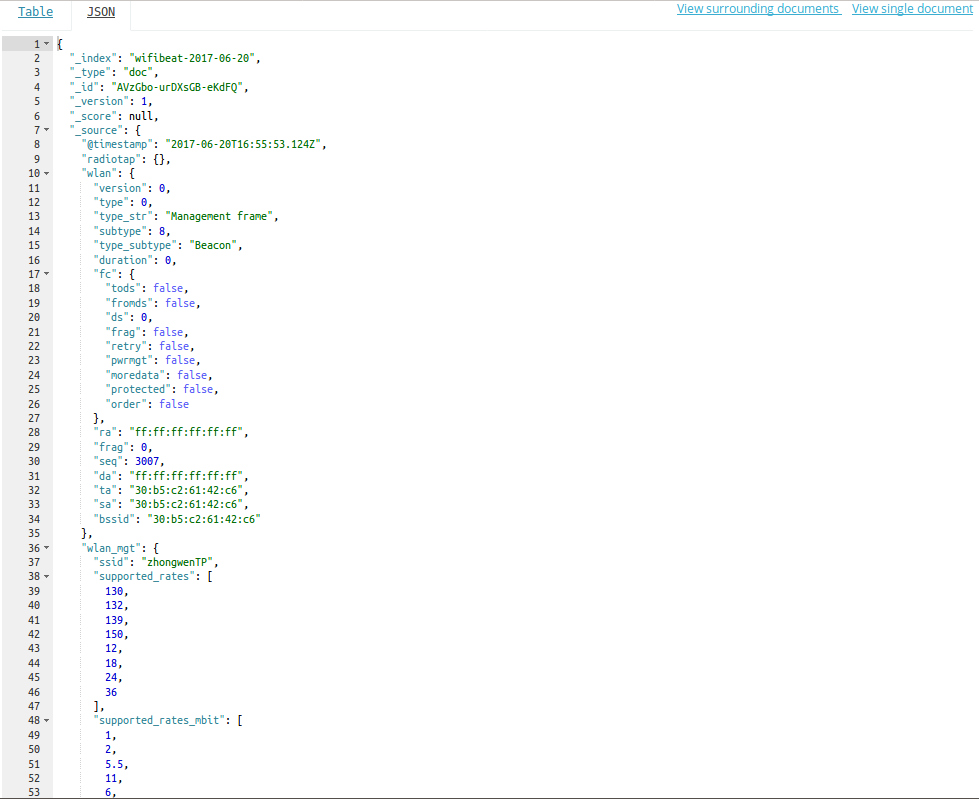 Table JSON View surrounding documents View single document
1 {
2 "_index": "wifibeat-2017-06-20",
3 "_type": "doc",
4 "_id": "AVzGbo-urDXsGB-eKdFQ",
5 "_version": 1,
6 "_score": null,
7 "_source": {
8 "@timestamp": "2017-06-20T16:55:53.124Z",
9 "radiotap": {},
10 "wlan": {
11 "version": 0,
12 "type": 0,
13 "type_str": "Management frame",
14 "subtype": 8,
15 "type_subtype": "Beacon",
16 "duration": 0,
17 "fc": {
18 "tods": false,
19 "fromds": false,
20 "ds": 0,
21 "frag": false,
22 "retry": false,
23 "pwrmgt": false,
24 "moredata": false,
25 "protected": false,
26 "order": false
27 },
28 "ra": "ff:ff:ff:ff:ff:ff",
29 "frag": 0,
30 "seq": 3007,
31 "da": "ff:ff:ff:ff:ff:ff",
32 "ta": "30:b5:c2:61:42:c6",
33 "sa": "30:b5:c2:61:42:c6",
34 "bssid": "30:b5:c2:61:42:c6"
35 },
36 "wlan_mgt": {
37 "ssid": "zhongwenTP",
38 "supported_rates": [
39 130,
40 132,
41 139,
42 150,
43 12,
44 18,
45 24,
46 36
47 ],
48 "supported_rates_mbit": [
49 1,
50 2,
51 5.5,
52 11,
53 6,